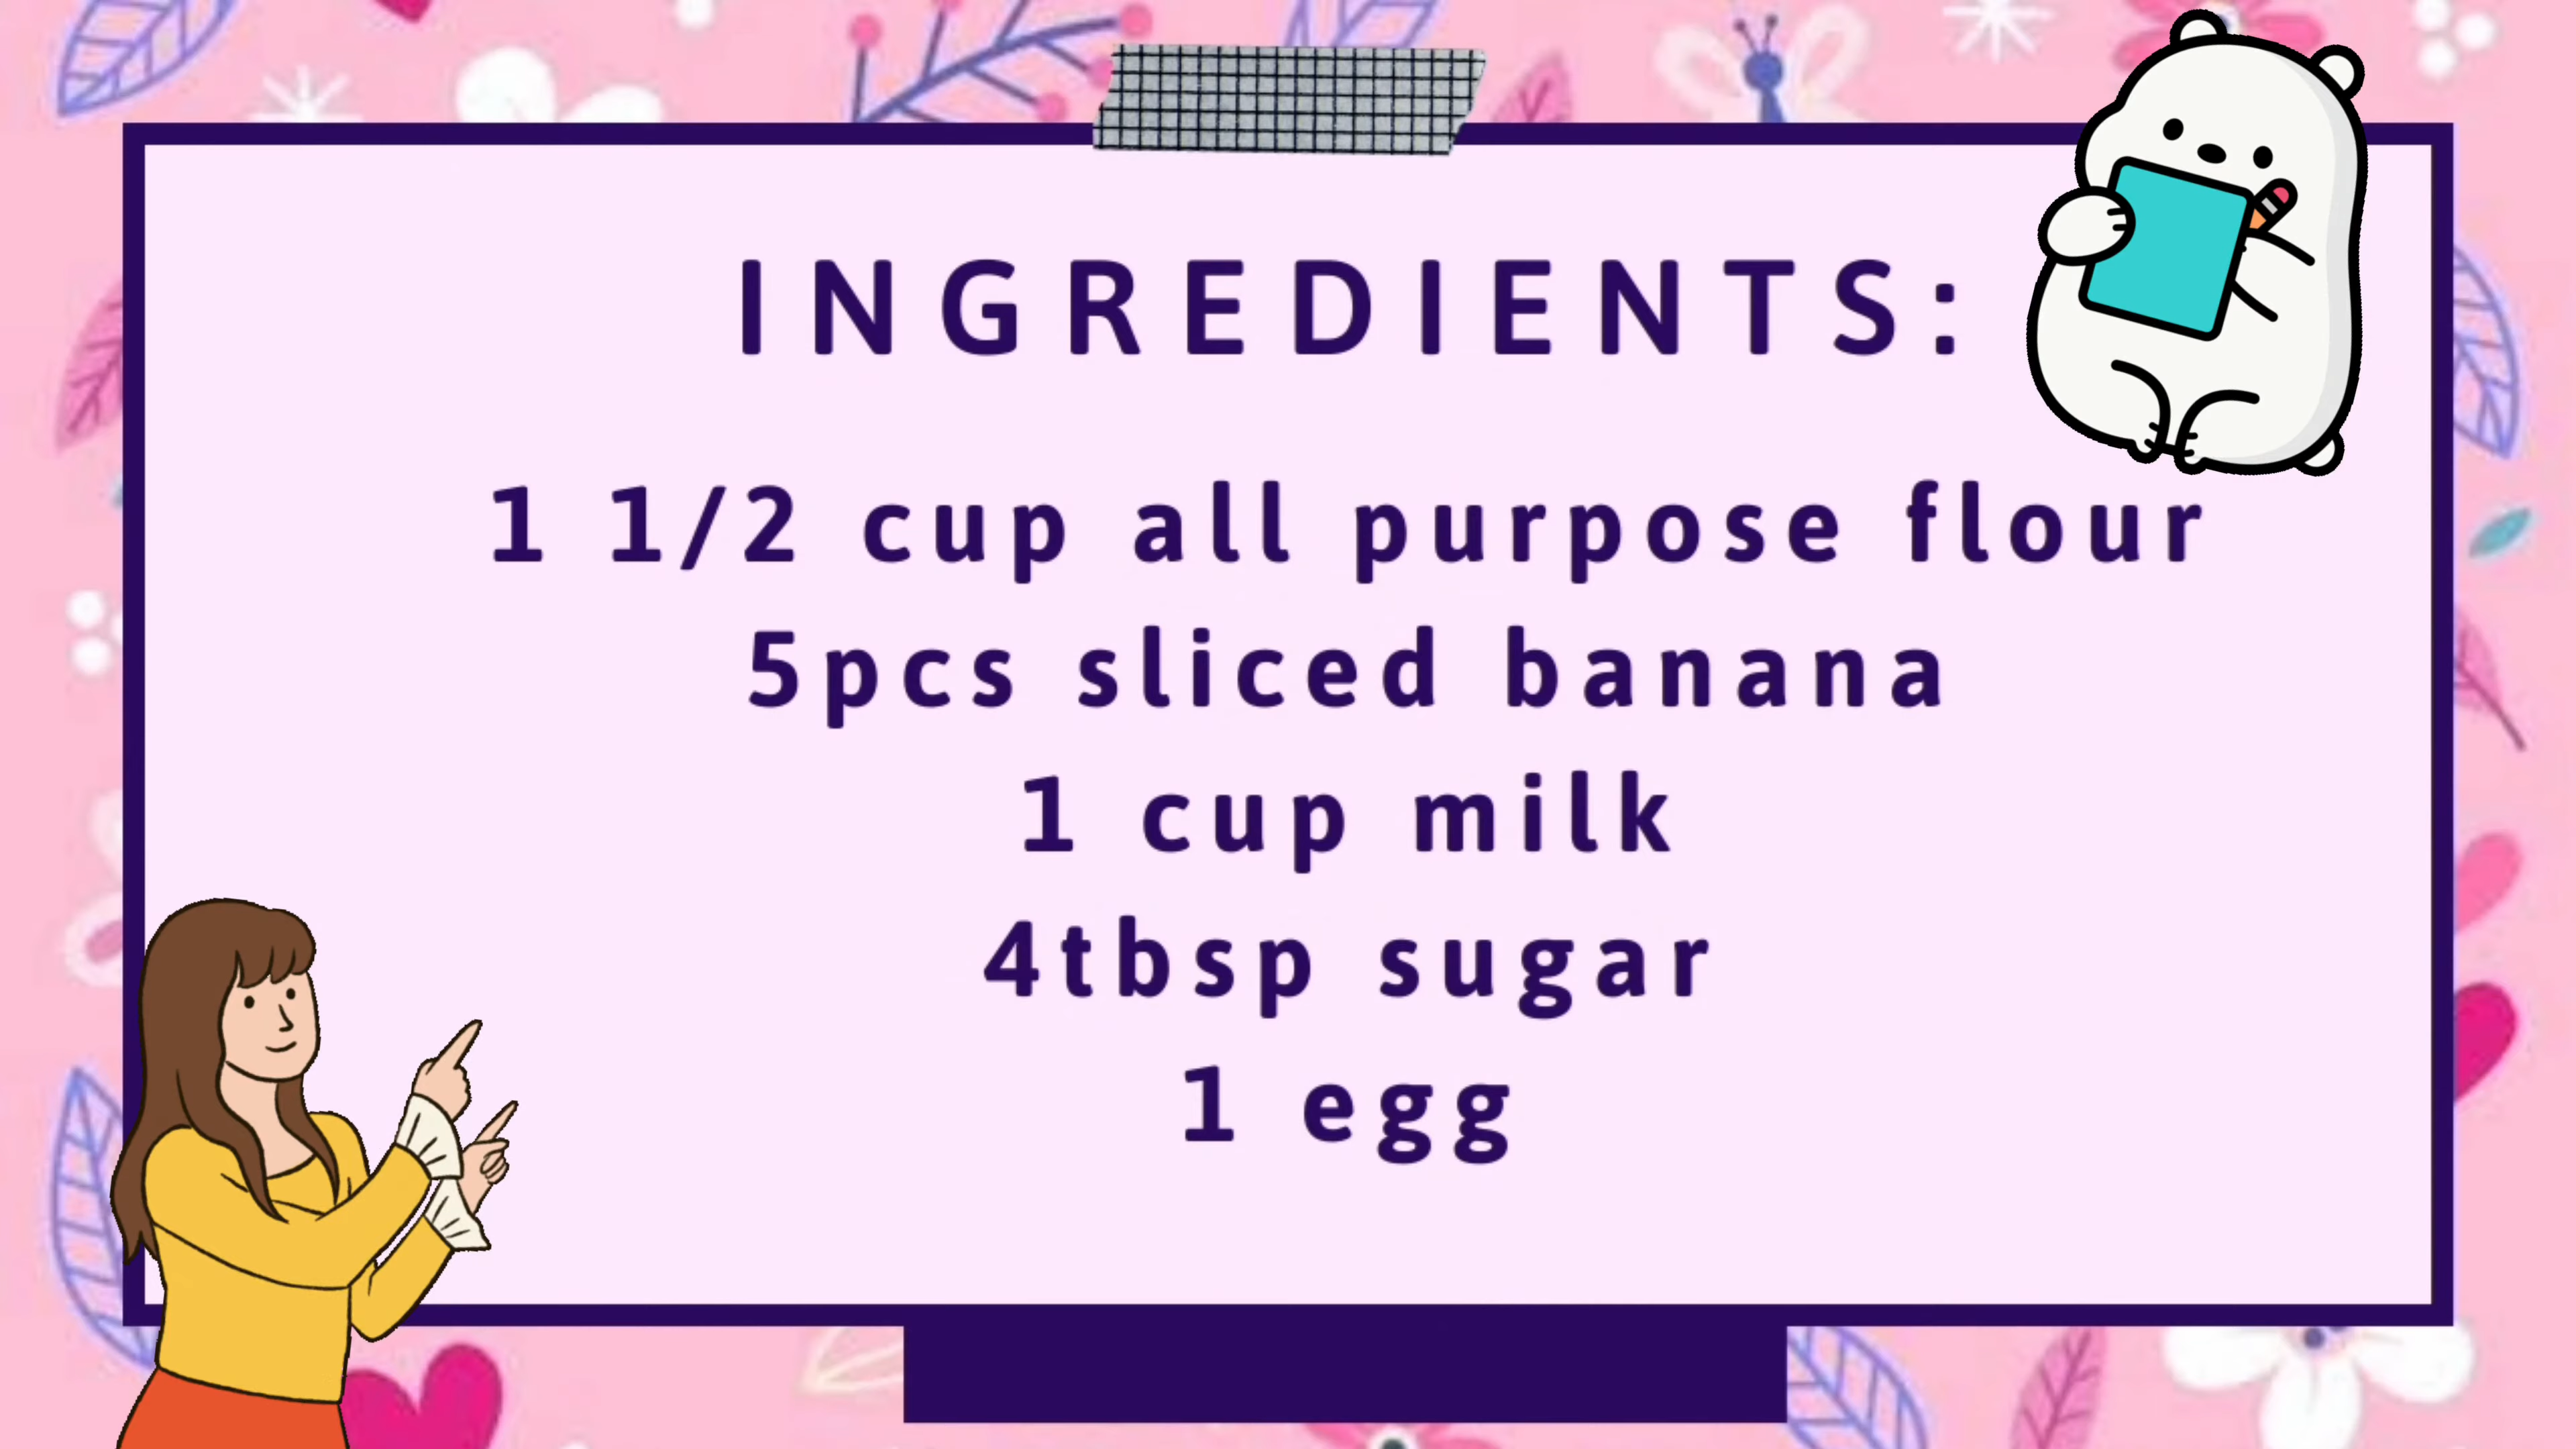 INGREDIENTS:
1 1/2 cup all purpose flour
5pcs sliced banana
1 cup milk
4tbsp sugar
1 egg